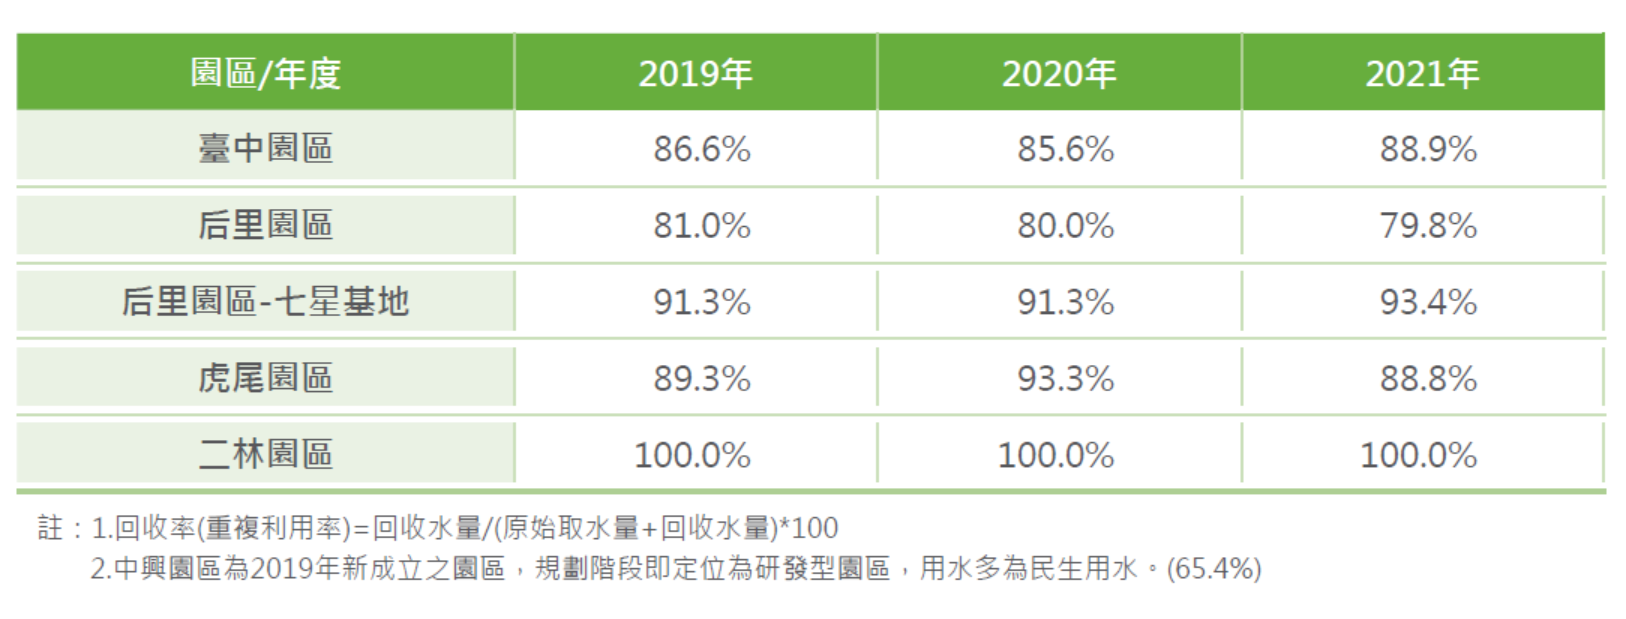 園區/年度 2019年 2020年 2021年
臺中園區 86.6% 85.6% 88.9%
后里園區 81.0% 80.0% 79.8%
后里園區-七星基地 91.3% 91.3% 93.4%
虎尾園區 89.3% 93.3% 88.8%
二林園區 100.0% 100.0% 100.0%
註：1.回收率(重複利用率)=回收水量/(原始取水量+回收水量)*100
2.中興園區為2019年新成立之園區，規劃階段即定位為研發型園區，用水多為民生用水。(65.4%)